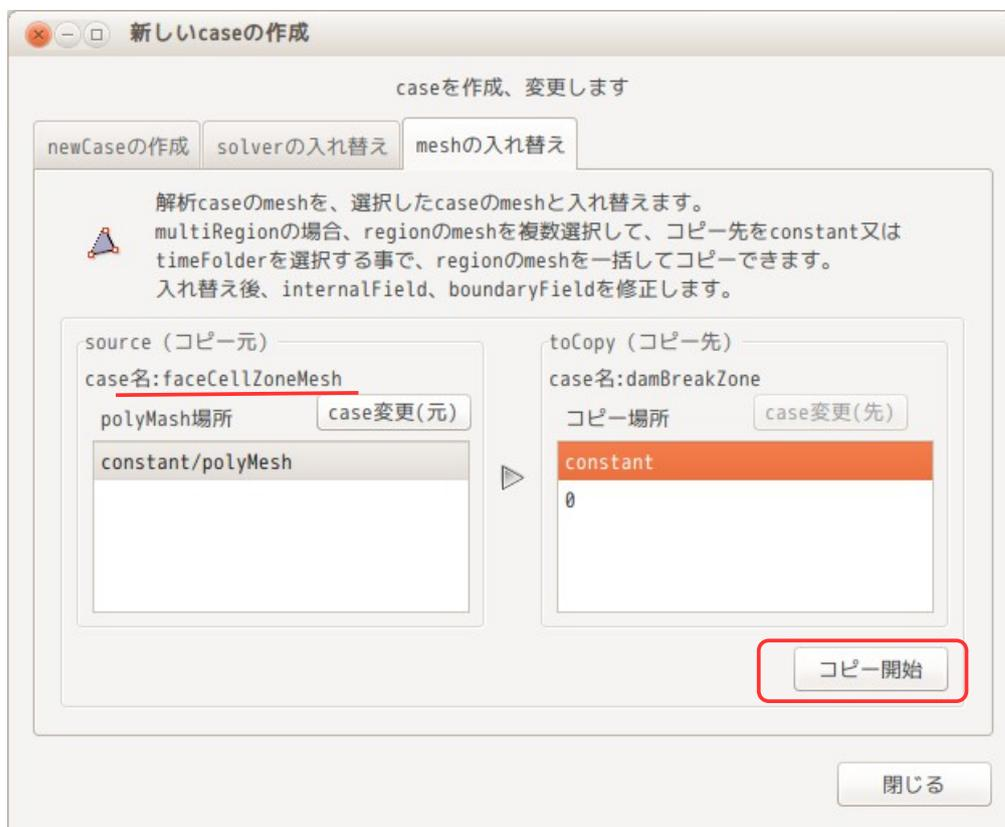 新しいcaseの作成
caseを作成、変更します
newCaseの作成 solverの入れ替え meshの入れ替え
解析caseのmeshを、選択したcaseのmeshと入れ替えます。
multiRegionの場合、regionのmeshを複数選択して、コピー先をconstant又は
timeFolderを選択する事で、regionのmeshを一括してコピーできます。
入れ替え後、internalField、boundaryFieldを修正します。
source (コピー元)
case名:faceCellZoneMesh
polyMash場所 case変更(元)
constant/polyMesh
toCopy (コピー先)
case名:damBreakZone
コピー場所 case変更(先)
constant
0
コピー開始
閉じる